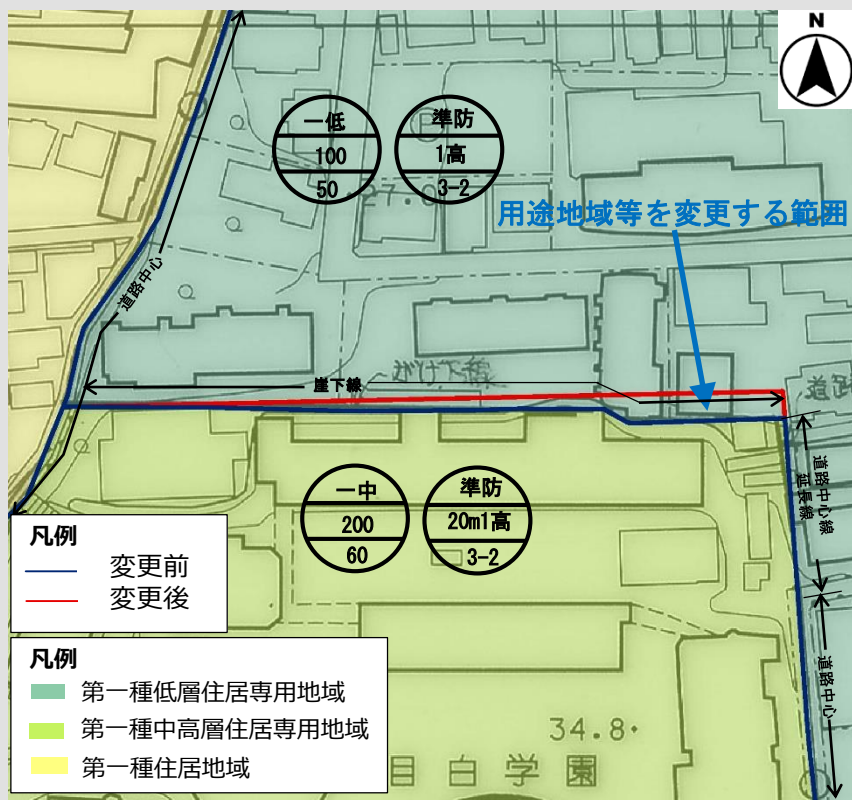 N
一低
100
50
準防
1高
3-2
27.0
用途地域等を変更する範囲
道路中心
崖下線
がけ下線
道路
一中
200
60
準防
20m1高
3-2
道路中心線
延長線
道路中心
凡例
変更前
変更後
凡例
第一種低層住居専用地域
第一種中高層住居専用地域
第一種住居地域
34.8
目白学園